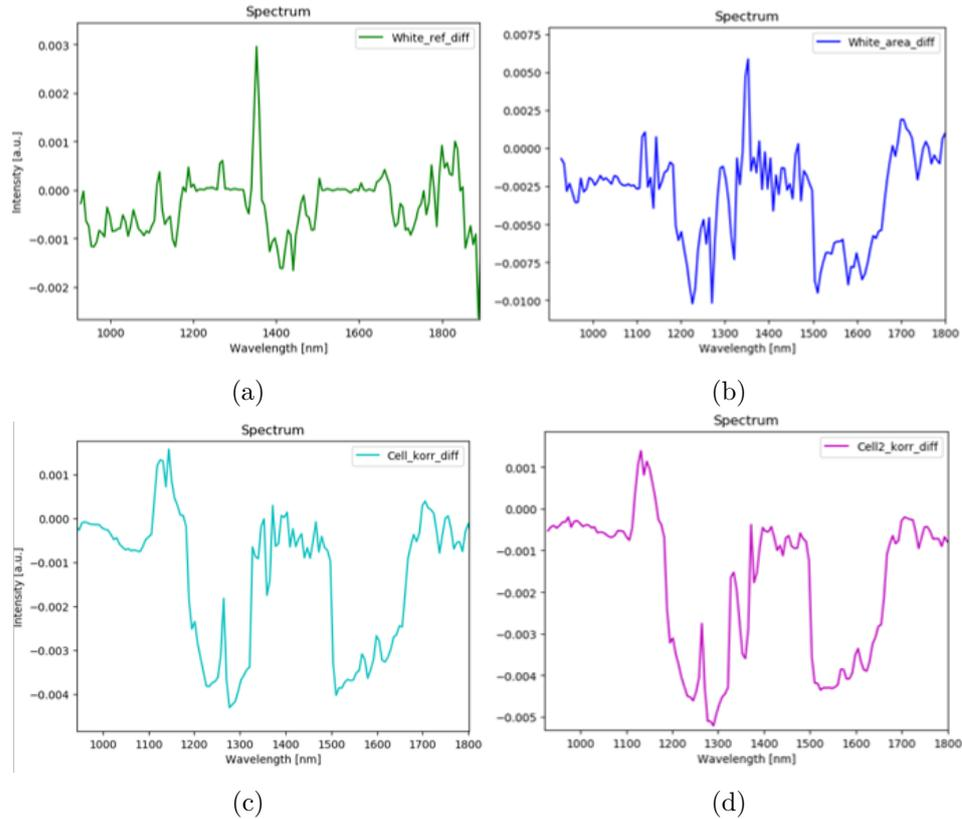 Spectrum
White_ref_diff
Intensity [a.u.]
0.003
0.002
0.001
0.000
−0.001
−0.002
1000 1200 1400 1600 1800
Wavelength [nm]
(a)
Spectrum
White_area_diff
0.0075
0.0050
0.0025
0.0000
−0.0025
−0.0050
−0.0075
−0.0100
1000 1100 1200 1300 1400 1500 1600 1700 1800
Wavelength [nm]
(b)
Spectrum
Cell_korr_diff
Intensity [a.u.]
0.001
0.000
−0.001
−0.002
−0.003
−0.004
1000 1100 1200 1300 1400 1500 1600 1700 1800
Wavelength [nm]
(c)
Spectrum
Cell2_korr_diff
0.001
0.000
−0.001
−0.002
−0.003
−0.004
−0.005
1000 1100 1200 1300 1400 1500 1600 1700 1800
Wavelength [nm]
(d)